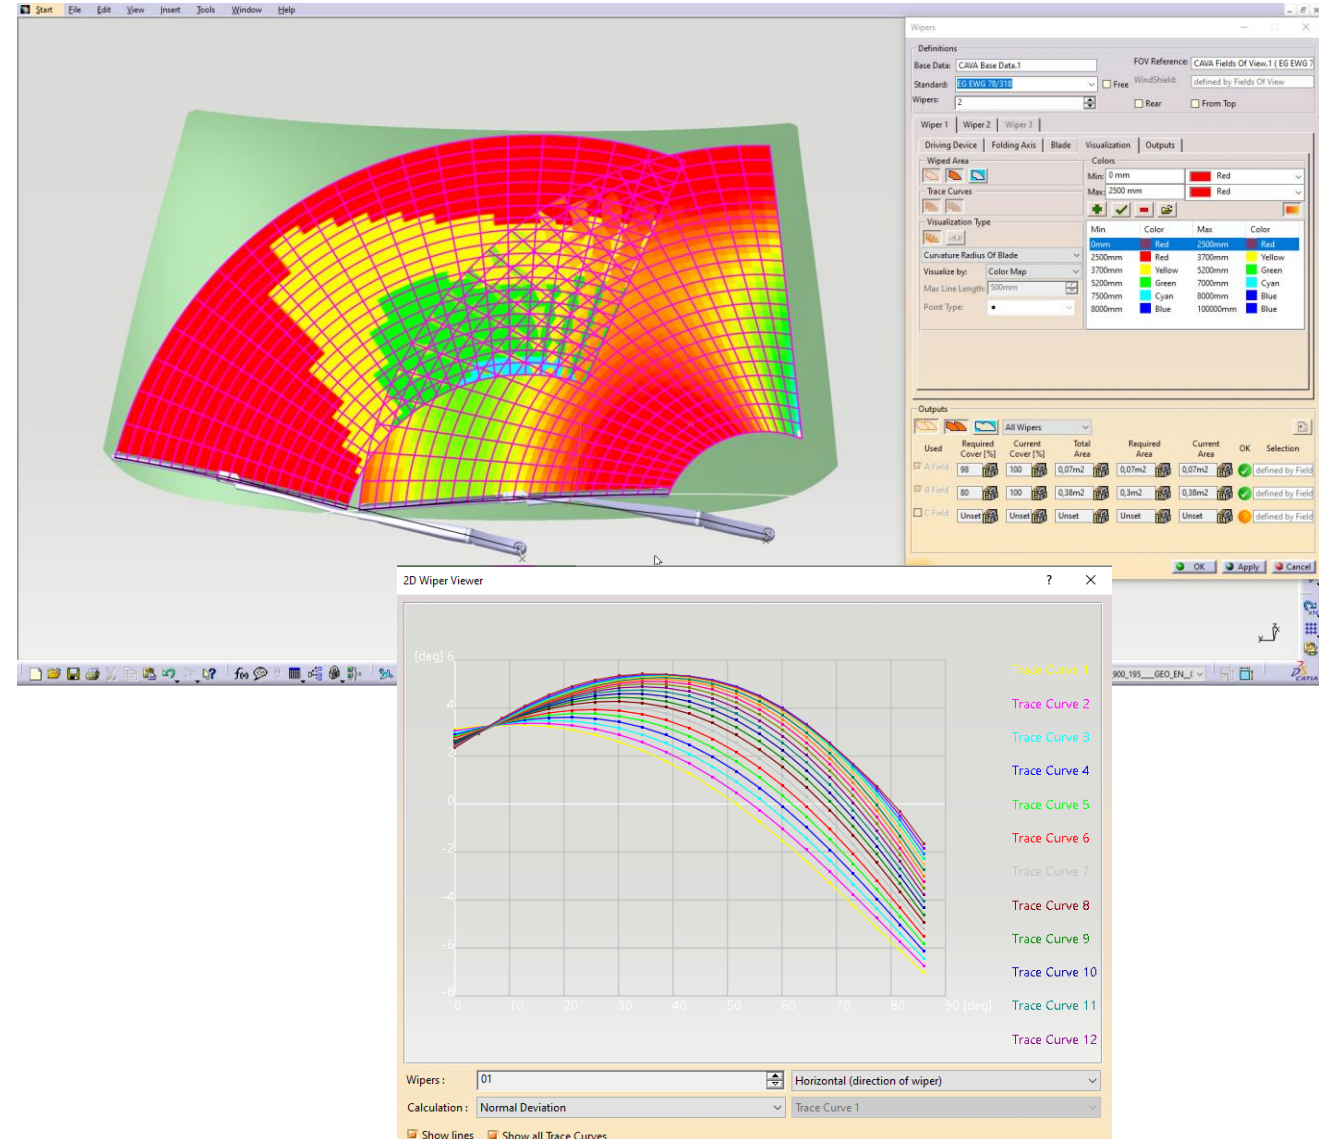 Start File Edit View Insert Tools Window Help
Wipers
Definitions
Base Data: CAVA Base Data.1 FOV Reference: CAVA Fields Of View.1 ( EG EWG 7
Standard: EG EWG 78/318 Free WindShield: defined by Fields Of View
Wipers: 2 Rear From Top
Wiper 1 Wiper 2 Wiper 3
Driving Device Folding Axis Blade Visualization Outputs
Wiped Area Colors
Min: 0 mm Red
Trace Curves Max: 2500 mm Red
Visualization Type
Min Color Max Color
0mm Red 2500mm Red
Curvature Radius Of Blade 2500mm Red 3700mm Yellow
Visualize by: Color Map 3700mm Yellow 5200mm Green
Max Line Length: 500mm 5200mm Green 7000mm Cyan
7500mm Cyan 8000mm Blue
Point Type: 8000mm Blue 100000mm Blue
Outputs
All Wipers
Used Required Cover [%] Current Cover [%] Total Area Required Area Current Area OK Selection
A Field 98 100 0,07m2 0,07m2 0,07m2 defined by Field
B Field 80 100 0,38m2 0,3m2 0,38m2 defined by Field
C Field Unset Unset Unset Unset Unset defined by Field
OK Apply Cancel
900_195___GEO_EN_(
CATIA
2D Wiper Viewer ? X
[deg] 6
4
2
0
-2
-4
-6
-8
0 10 20 30 40 50 60 70 80 90 [deg]
Trace Curve 1
Trace Curve 2
Trace Curve 3
Trace Curve 4
Trace Curve 5
Trace Curve 6
Trace Curve 7
Trace Curve 8
Trace Curve 9
Trace Curve 10
Trace Curve 11
Trace Curve 12
Wipers : 01 Horizontal (direction of wiper)
Calculation : Normal Deviation Trace Curve 1
Show lines Show all Trace Curves